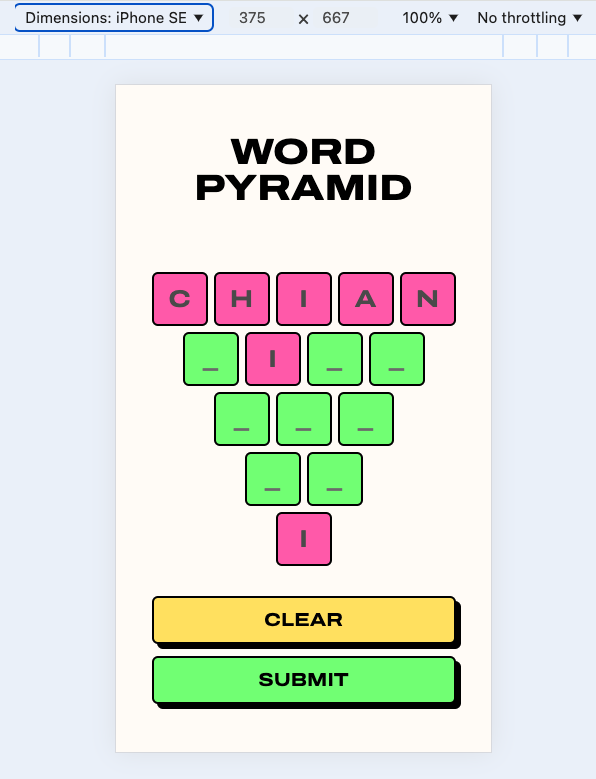 Dimensions: iPhone SE ▼ 375 × 667 100% ▼ No throttling ▼
WORD
PYRAMID
C H I A N
_ I _ _
_ _ _
_ _
I
CLEAR
SUBMIT